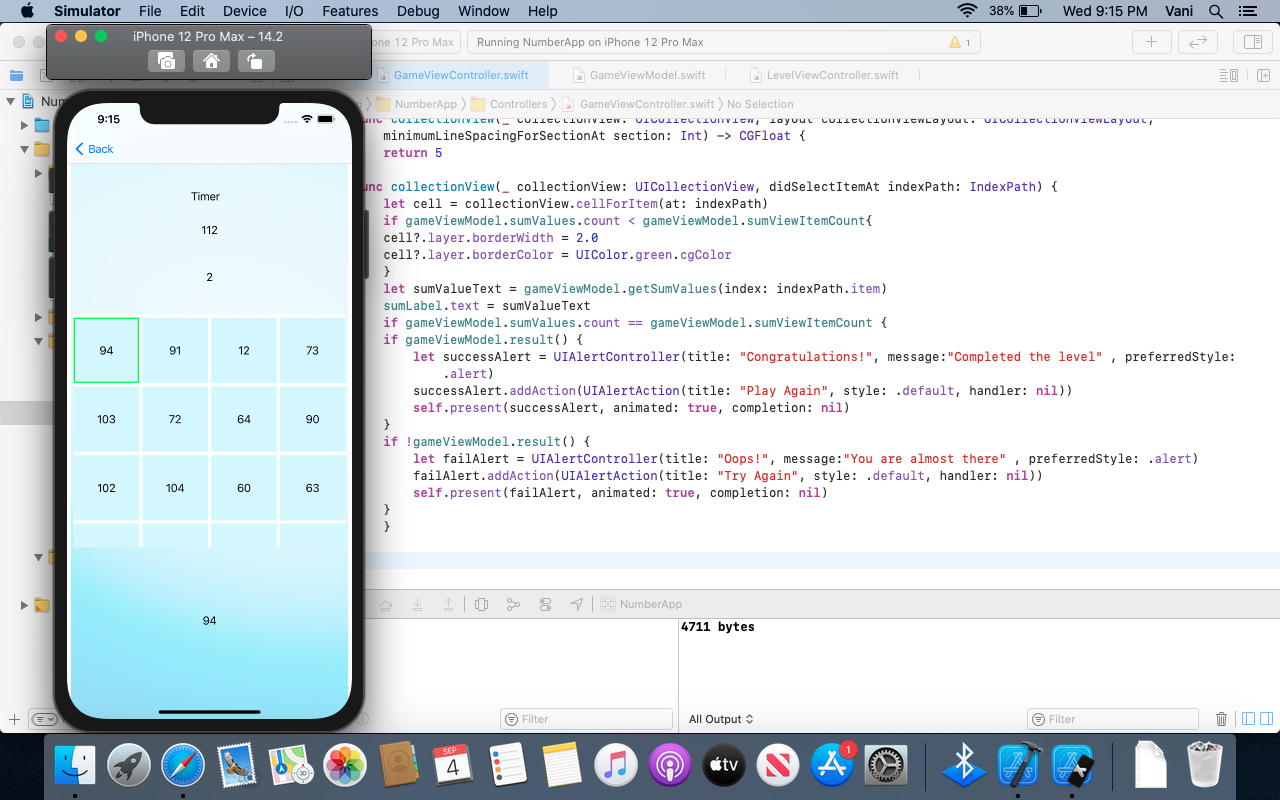 Simulator File Edit Device I/O Features Debug Window Help 38% Wed 9:15 PM Vani
iPhone 12 Pro Max – 14.2
ne 12 Pro Max Running NumberApp on iPhone 12 Pro Max 1
GameViewController.swift GameViewModel.swift LevelViewController.swift
Num
NumberApp Controllers GameViewController.swift No Selection
9:15
Back
Timer
112
2
94 91 12 73
103 72 64 90
102 104 60 63
94
unc collectionView(_ collectionView: UICollectionView, layout collectionViewLayout: UICollectionViewLayout,
minimumLineSpacingForSectionAt section: Int) -> CGFloat {
return 5
unc collectionView(_ collectionView: UICollectionView, didSelectItemAt indexPath: IndexPath) {
let cell = collectionView.cellForItem(at: indexPath)
if gameViewModel.sumValues.count < gameViewModel.sumViewItemCount{
cell?.layer.borderWidth = 2.0
cell?.layer.borderColor = UIColor.green.cgColor
}
let sumValueText = gameViewModel.getSumValues(index: indexPath.item)
sumLabel.text = sumValueText
if gameViewModel.sumValues.count == gameViewModel.sumViewItemCount {
if gameViewModel.result() {
let successAlert = UIAlertController(title: "Congratulations!", message:"Completed the level" , preferredStyle:
.alert)
successAlert.addAction(UIAlertAction(title: "Play Again", style: .default, handler: nil))
self.present(successAlert, animated: true, completion: nil)
}
if !gameViewModel.result() {
let failAlert = UIAlertController(title: "Oops!", message:"You are almost there" , preferredStyle: .alert)
failAlert.addAction(UIAlertAction(title: "Try Again", style: .default, handler: nil))
self.present(failAlert, animated: true, completion: nil)
}
}
NumberApp
4711 bytes
Filter All Output Filter
SEP
4
3D
tv
1